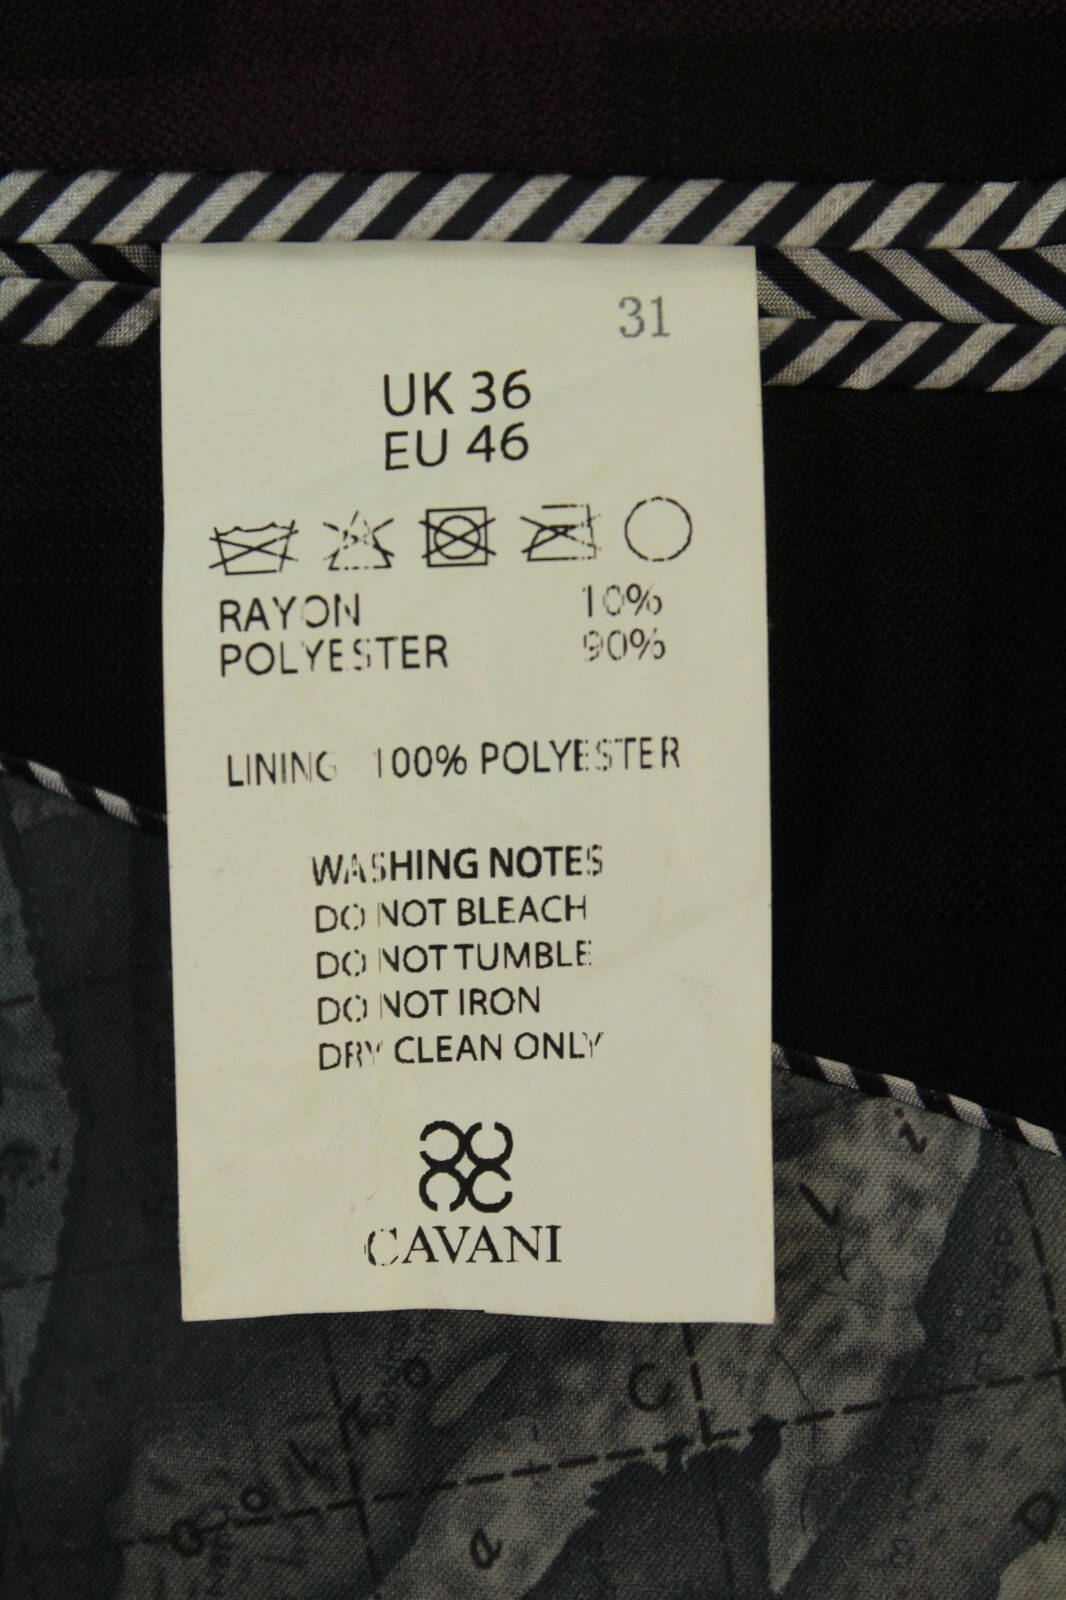 31
UK 36
EU 46
RAYON 10%
POLYESTER 90%
LINING 100% POLYESTER
WASHING NOTES
DO NOT BLEACH
DO NOT TUMBLE
DO NOT IRON
DRY CLEAN ONLY
CAVANI